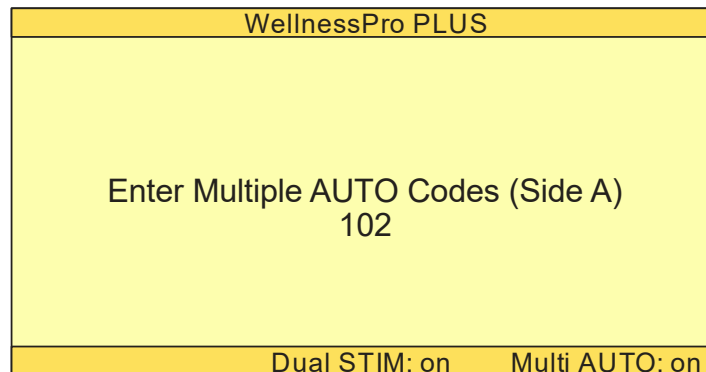 WellnessPro PLUS
Enter Multiple AUTO Codes (Side A)
102
Dual STIM: on Multi AUTO: on